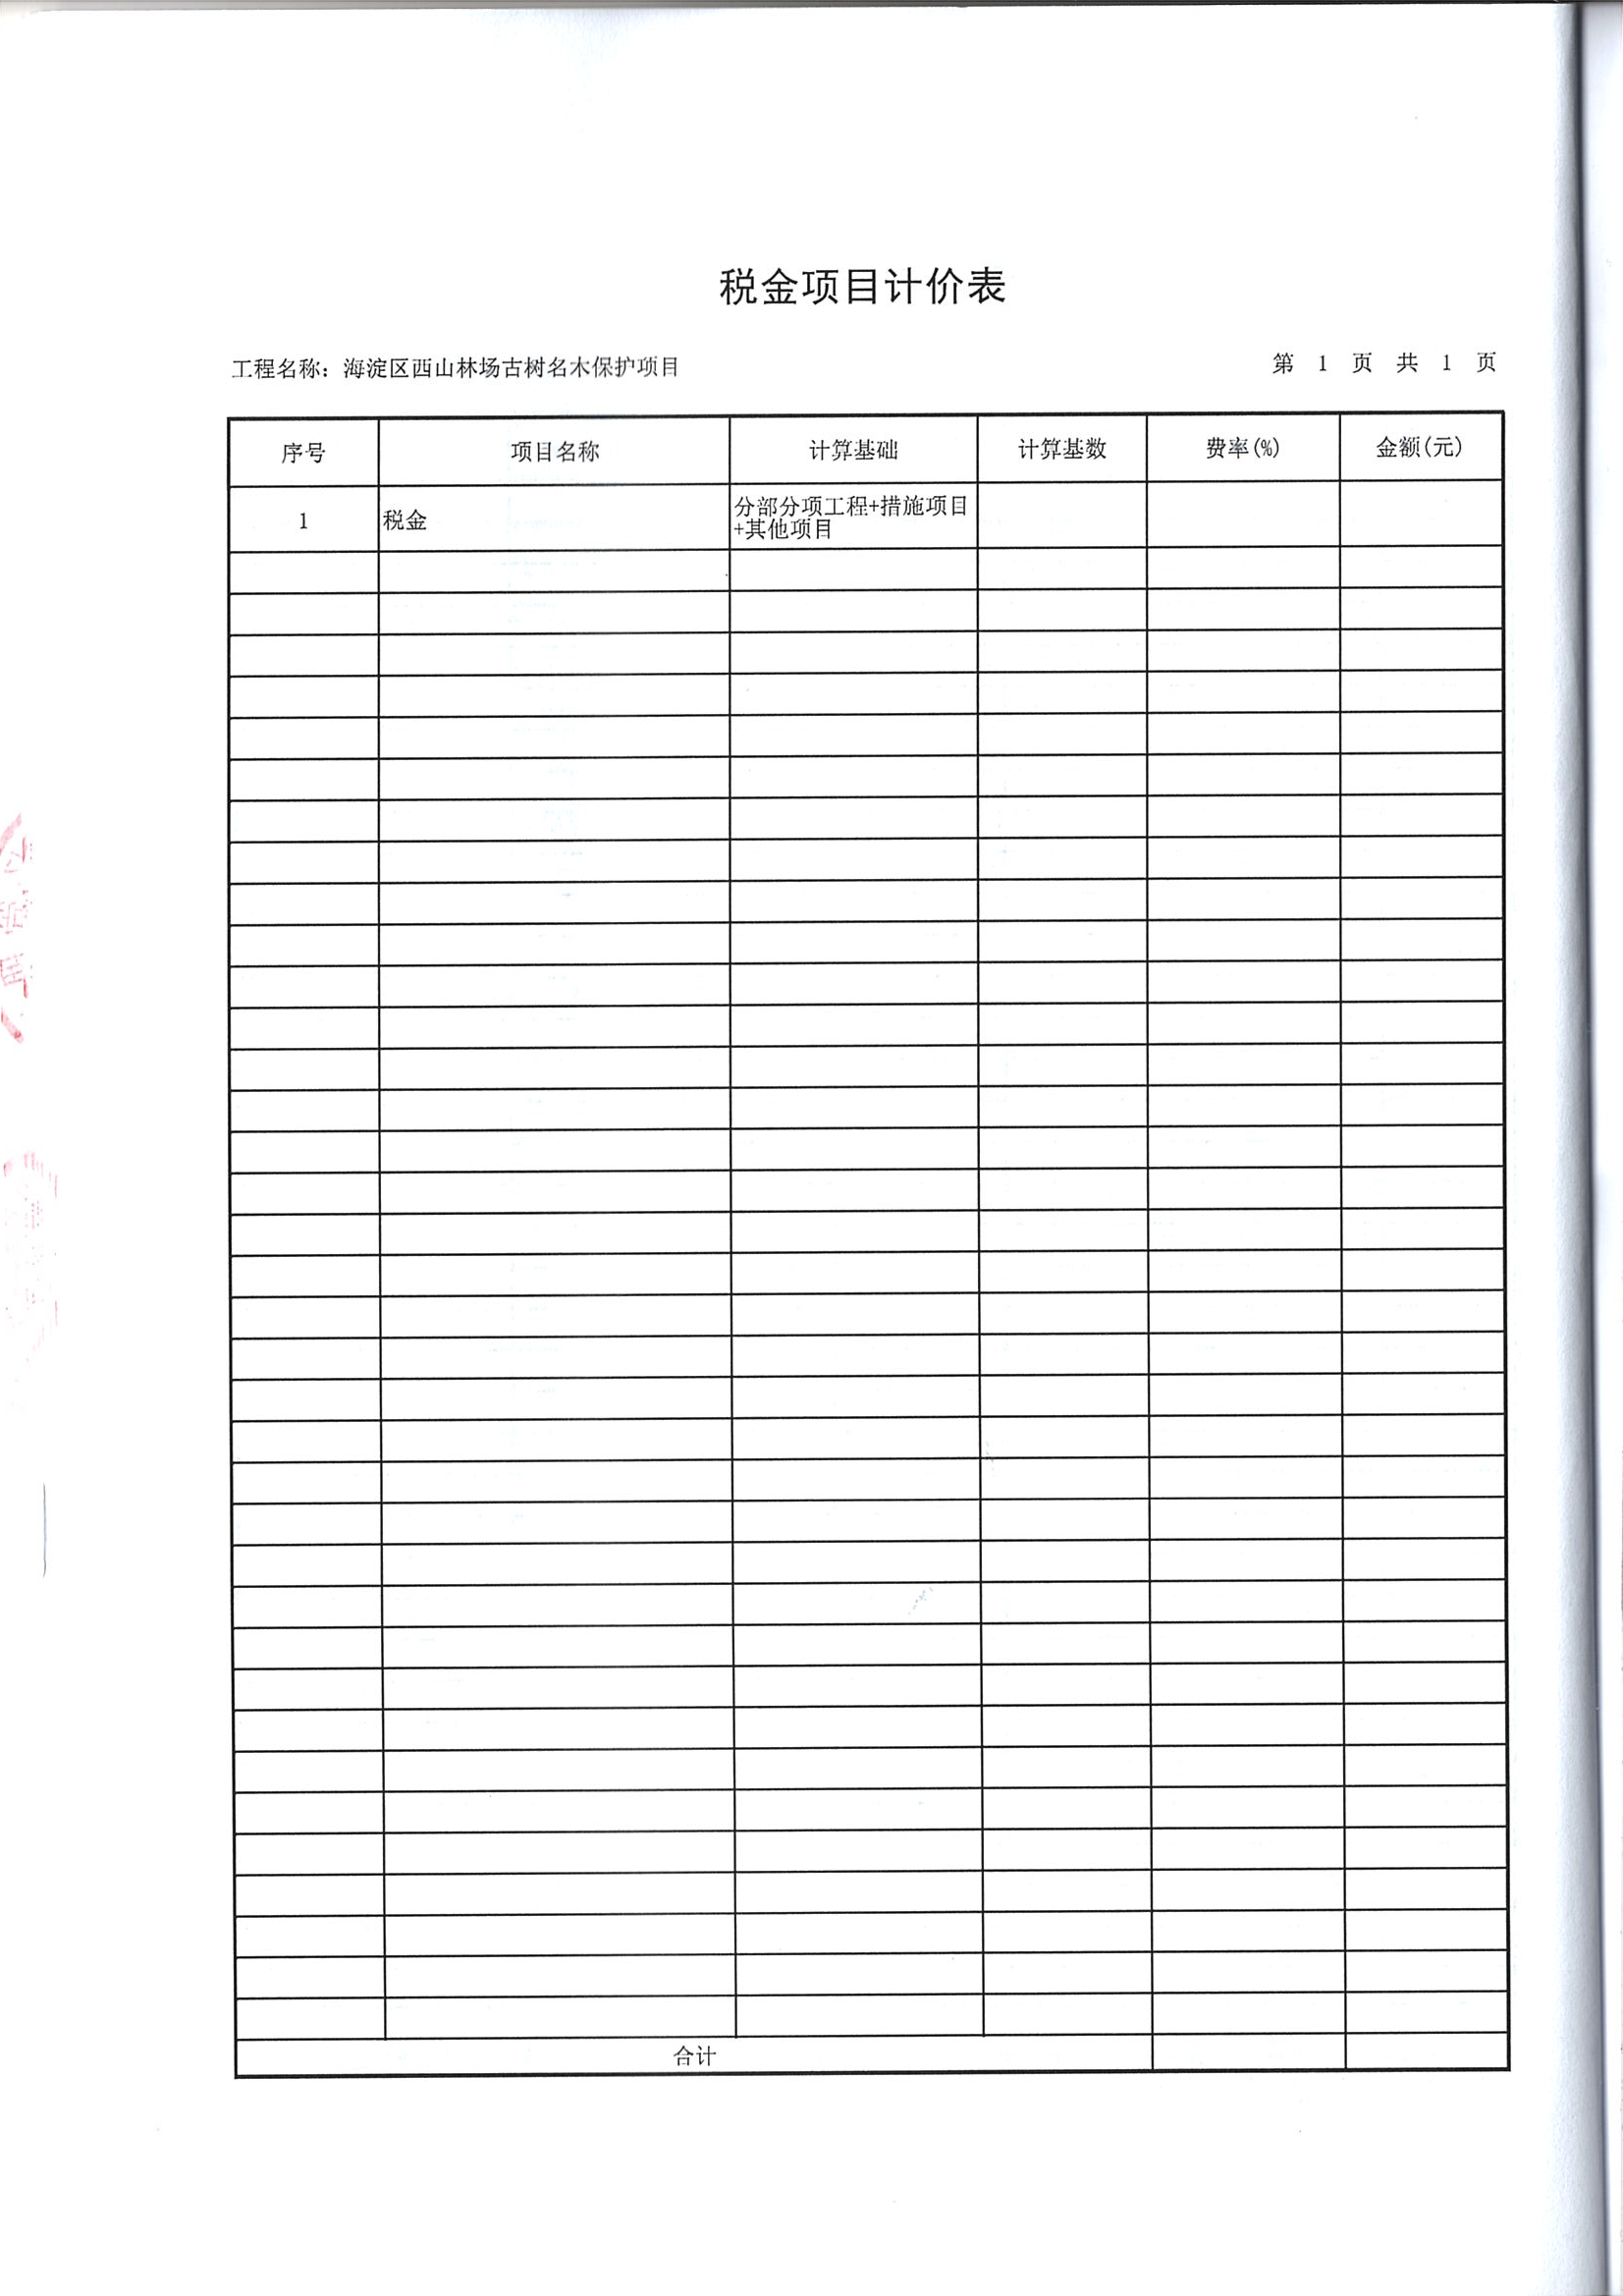 税金项目计价表
工程名称：海淀区西山林场古树名木保护项目 第 1 页 共 1 页
序号 项目名称 计算基础 计算基数 费率(%) 金额(元)
1 税金 分部分项工程+措施项目
+其他项目
合计